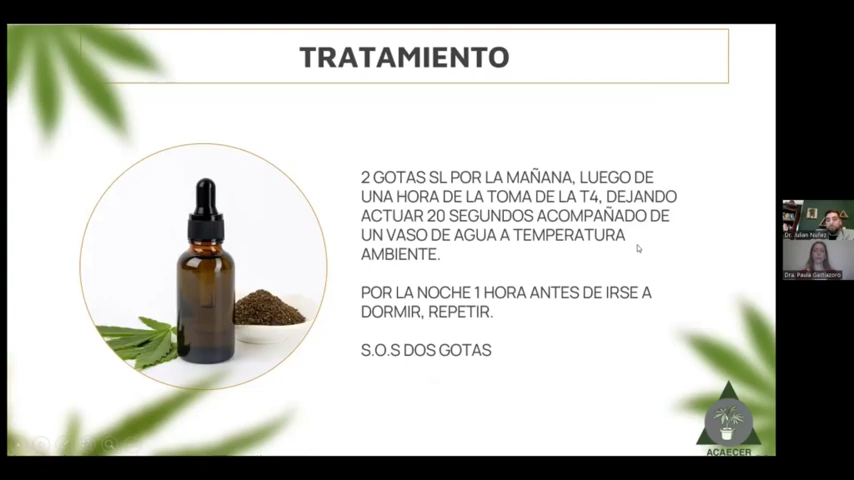 TRATAMIENTO
2 GOTAS SL POR LA MAÑANA, LUEGO DE
UNA HORA DE LA TOMA DE LA T4, DEJANDO
ACTUAR 20 SEGUNDOS ACOMPAÑADO DE
UN VASO DE AGUA A TEMPERATURA
AMBIENTE.
POR LA NOCHE 1 HORA ANTES DE IRSE A
DORMIR, REPETIR.
S.O.S DOS GOTAS
ACAECER
Dr. Julian Nuñez
Dra. Paula Gastiazoro